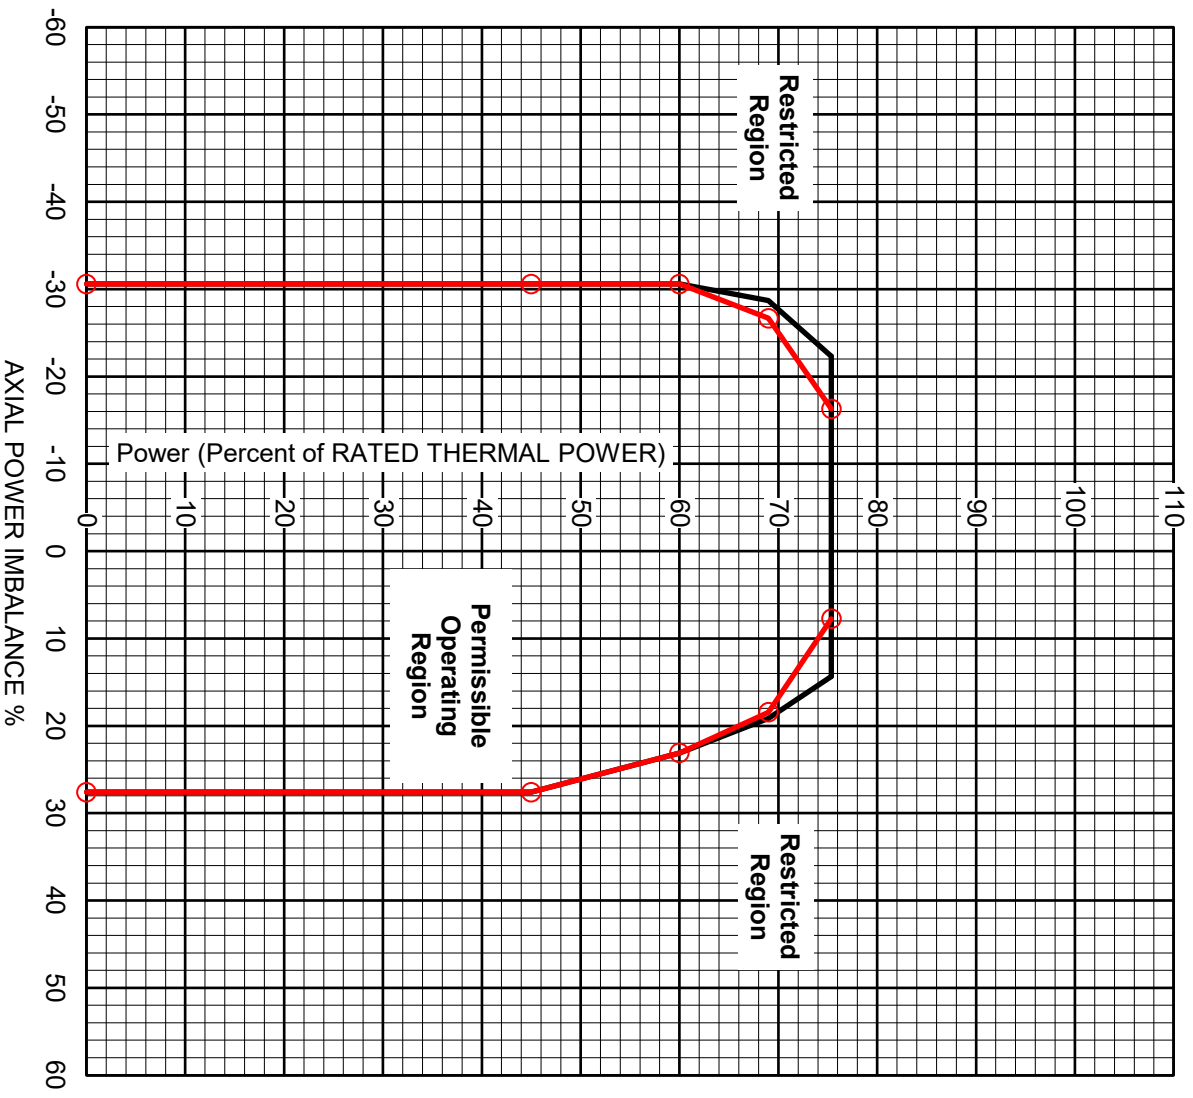 110
100
90
80
70
60
50
40
30
20
10
0
Restricted
Region
Restricted
Region
Power (Percent of RATED THERMAL POWER)
Permissible
Operating
Region
-60
-50
-40
-30
-20
-10
0
10
20
30
40
50
60
AXIAL POWER IMBALANCE %